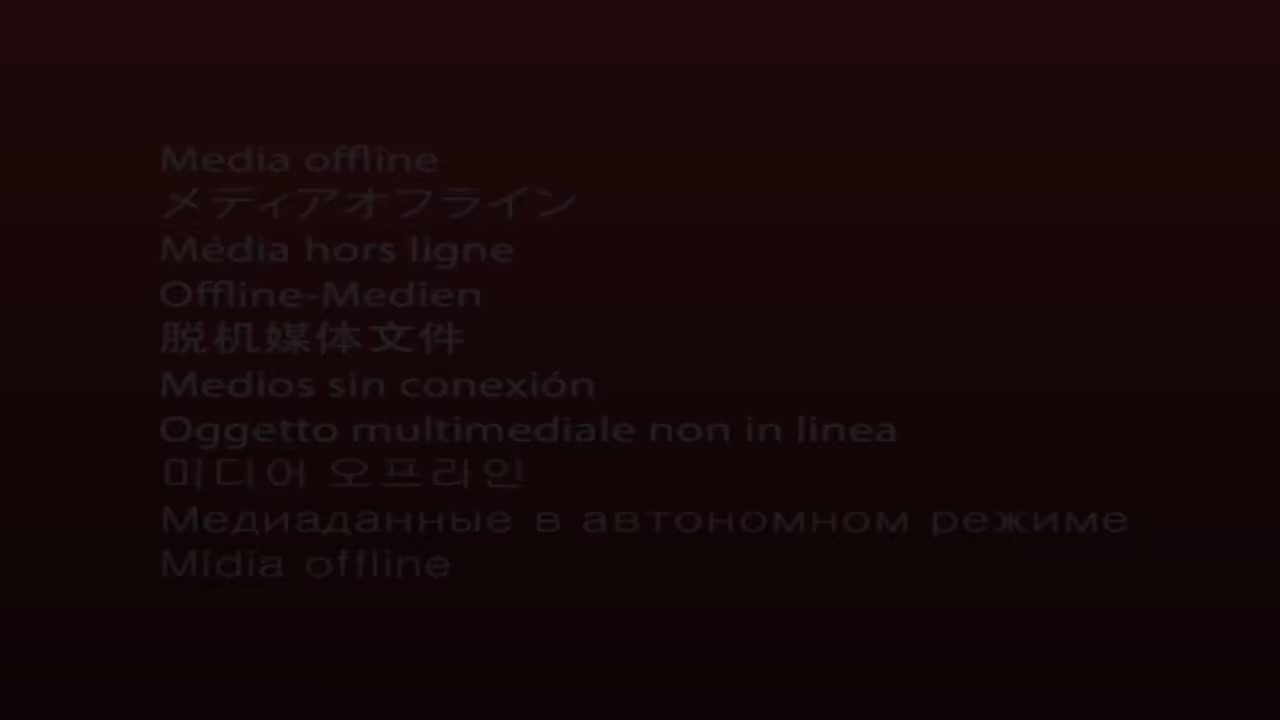 Media offline
メディアオフライン
Média hors ligne
Offline-Medien
脱机媒体文件
Medios sin conexión
Oggetto multimediale non in linea
미디어 오프라인
Медиаданные в автономном режиме
Mídia offline